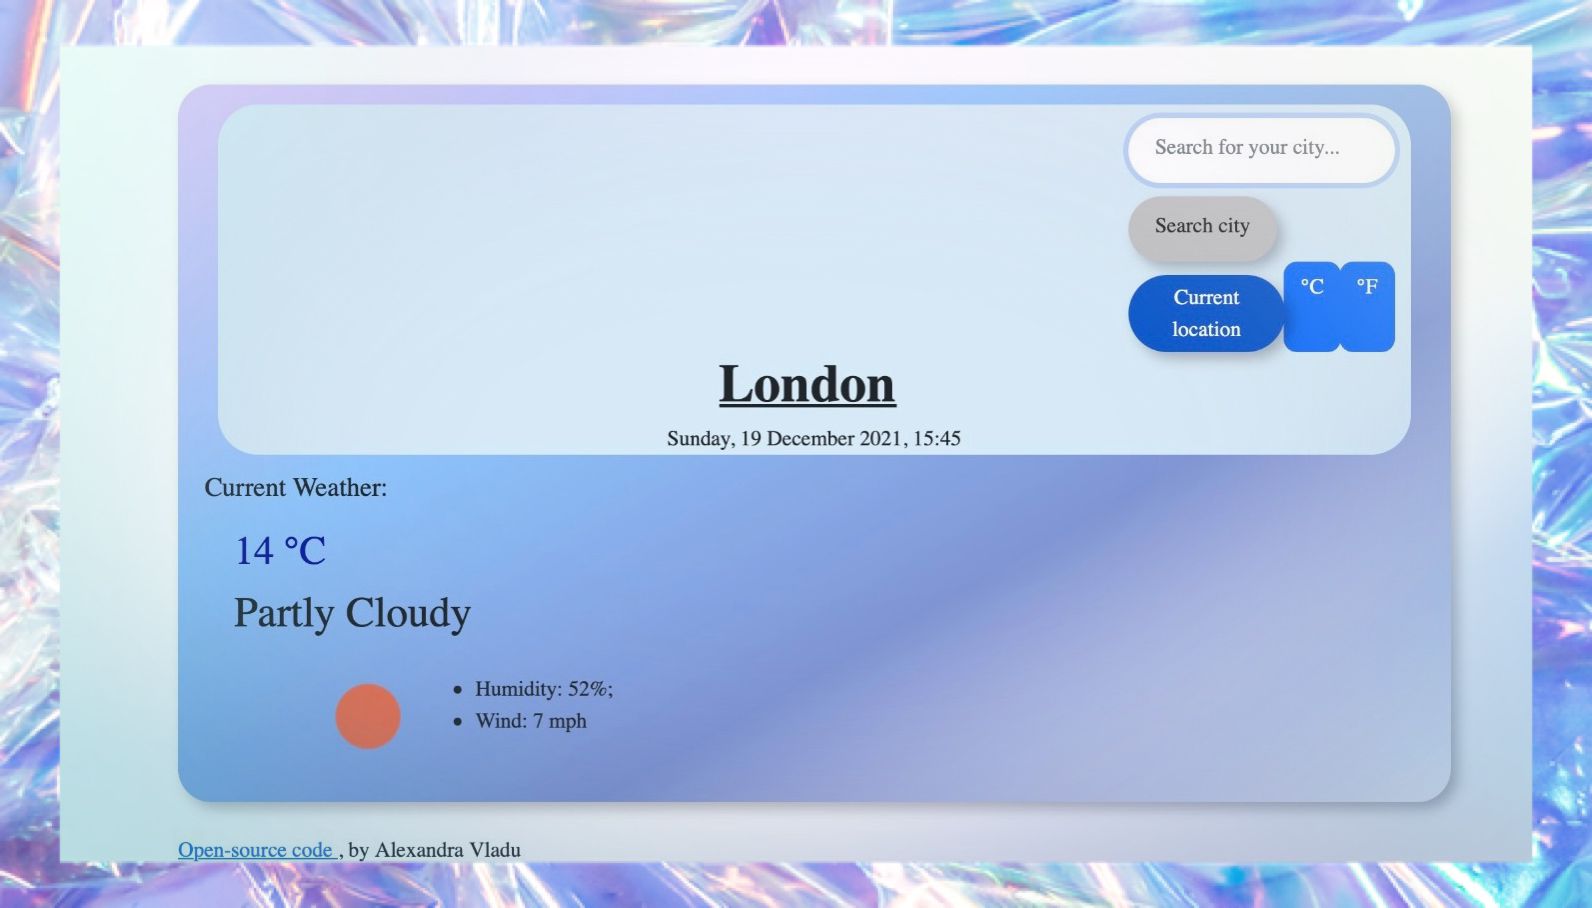 Search for your city...
Search city
Current
location
°C
°F
London
Sunday, 19 December 2021, 15:45
Current Weather:
14 °C
Partly Cloudy
Humidity: 52%;
Wind: 7 mph
Open-source code , by Alexandra Vladu